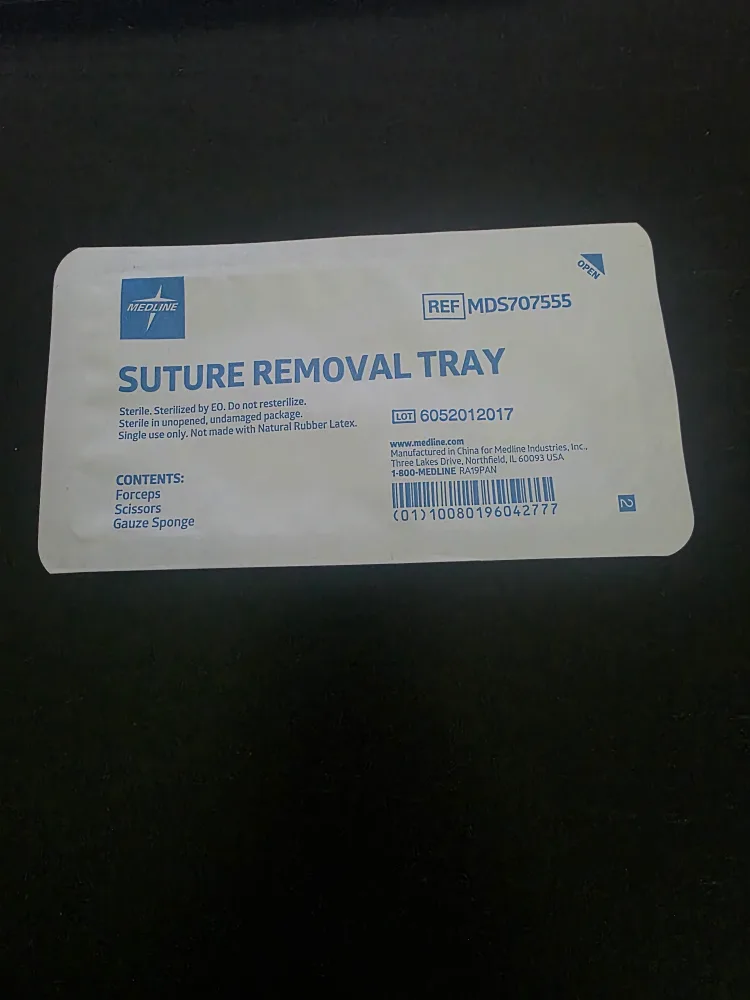 OPEN
MEDLINE
REF MDS707555
SUTURE REMOVAL TRAY
Sterile. Sterilized by EO. Do not resterilize.
Sterile in unopened, undamaged package.
Single use only. Not made with Natural Rubber Latex.
LOT 6052012017
www.medline.com
Manufactured in China for Medline Industries, Inc.,
Three Lakes Drive, Northfield, IL 60093 USA
1-800-MEDLINE RA19PAN
CONTENTS:
Forceps
Scissors
Gauze Sponge
(01)10080196042777
2